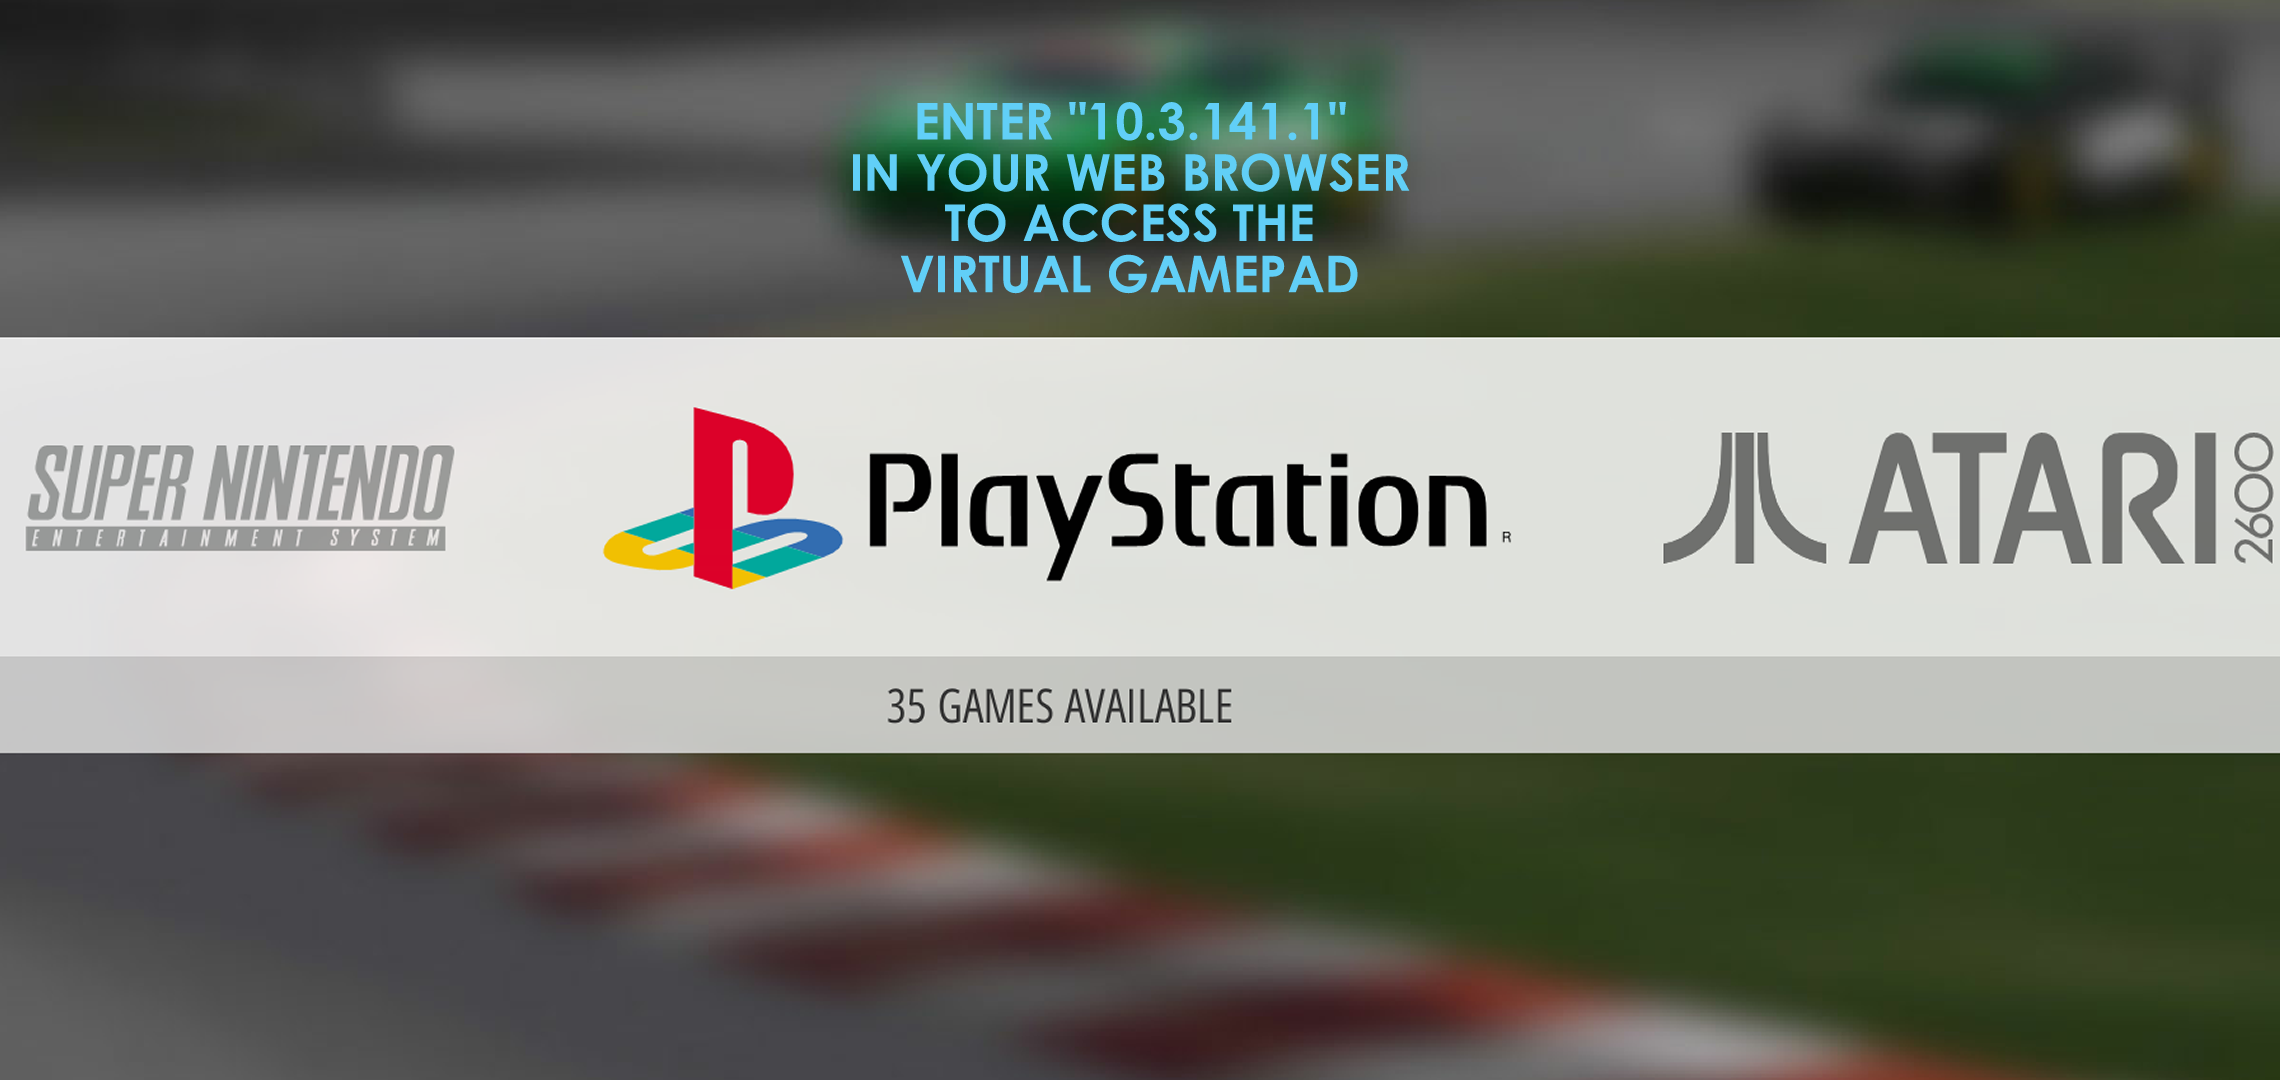 ENTER "10.3.141.1"
IN YOUR WEB BROWSER
TO ACCESS THE
VIRTUAL GAMEPAD
SUPER NINTENDO
ENTERTAINMENT SYSTEM
PlayStation R
ATARI 2600
35 GAMES AVAILABLE